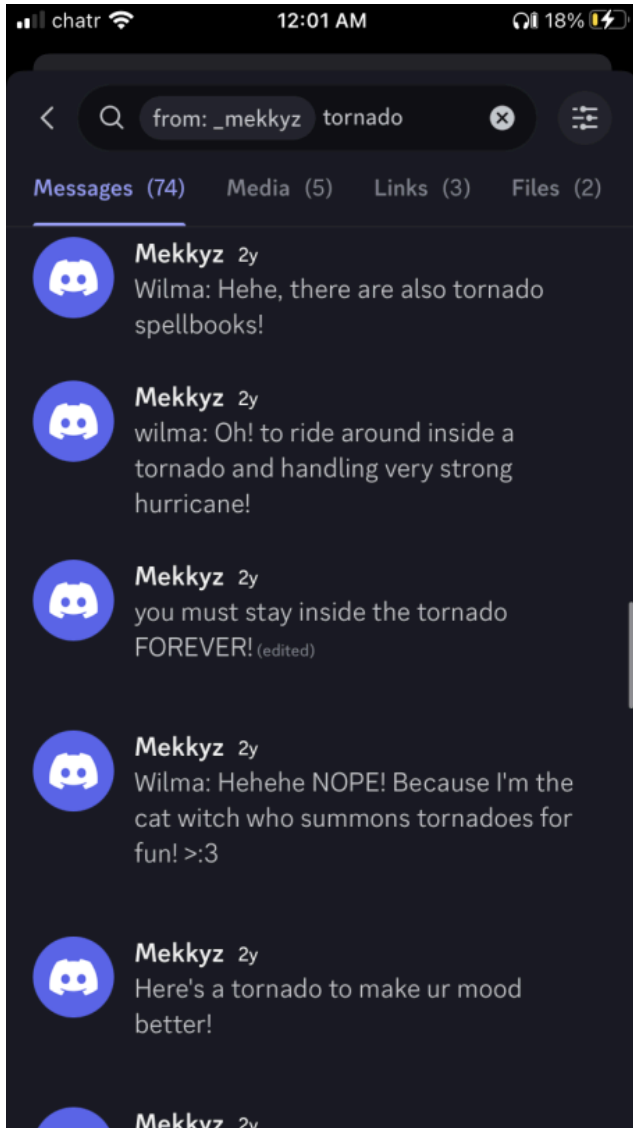 chatr 12:01 AM 18%
from: _mekkyz tornado
Messages (74) Media (5) Links (3) Files (2)
Mekkyz 2y
Wilma: Hehe, there are also tornado
spellbooks!
Mekkyz 2y
wilma: Oh! to ride around inside a
tornado and handling very strong
hurricane!
Mekkyz 2y
you must stay inside the tornado
FOREVER! (edited)
Mekkyz 2y
Wilma: Hehehe NOPE! Because I'm the
cat witch who summons tornadoes for
fun! >:3
Mekkyz 2y
Here's a tornado to make ur mood
better!
Mekkyz 2y